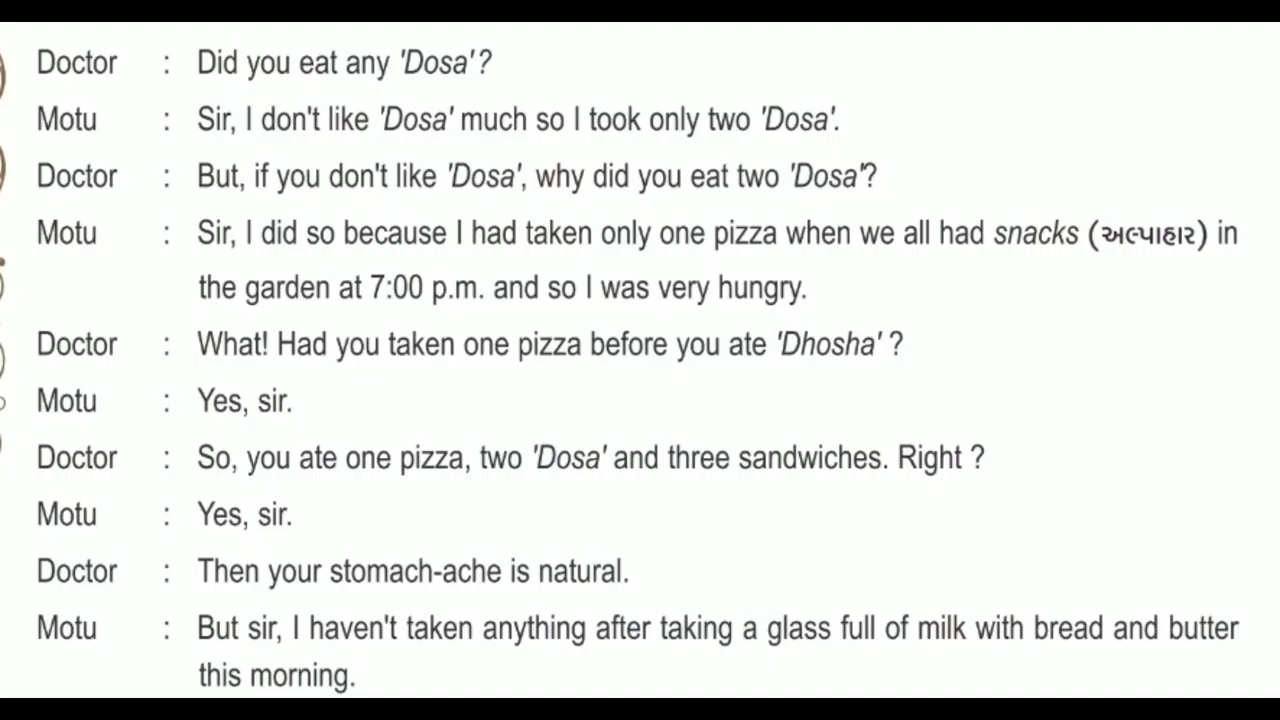 Doctor : Did you eat any 'Dosa'?
Motu : Sir, I don't like 'Dosa' much so I took only two 'Dosa'.
Doctor : But, if you don't like 'Dosa', why did you eat two 'Dosa'?
Motu : Sir, I did so because I had taken only one pizza when we all had snacks (અલ્પાહાર) in
the garden at 7:00 p.m. and so I was very hungry.
Doctor : What! Had you taken one pizza before you ate 'Dhosha' ?
Motu : Yes, sir.
Doctor : So, you ate one pizza, two 'Dosa' and three sandwiches. Right ?
Motu : Yes, sir.
Doctor : Then your stomach-ache is natural.
Motu : But sir, I haven't taken anything after taking a glass full of milk with bread and butter
this morning.